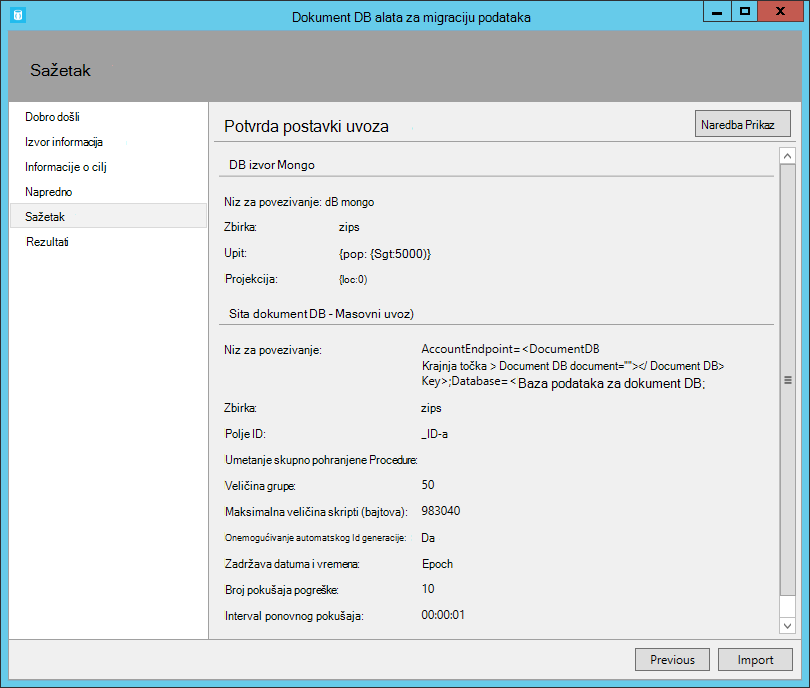 Dokument DB alata za migraciju podataka
Sažetak
Dobro došli
Izvor informacija
Informacije o cilj
Napredno
Sažetak
Rezultati
Potvrda postavki uvoza
Naredba Prikaz
DB izvor Mongo
Niz za povezivanje: dB mongo
Zbirka: zips
Upit: {pop: {Sgt:5000)}
Projekcija: {loc:0)
Sita dokument DB - Masovni uvoz)
Niz za povezivanje: AccountEndpoint=<DocumentDB
Krajnja točka > Document DB document=""></ Document DB>
Key>;Database=<Baza podataka za dokument DB;
Zbirka: zips
Polje ID: _ID-a
Umetanje skupno pohranjene Procedure:
Veličina grupe: 50
Maksimalna veličina skripti (bajtova): 983040
Onemogućivanje automatskog Id generacije: Da
Zadržava datuma i vremena: Epoch
Broj pokušaja pogreške: 10
Interval ponovnog pokušaja: 00:00:01
Previous
Import